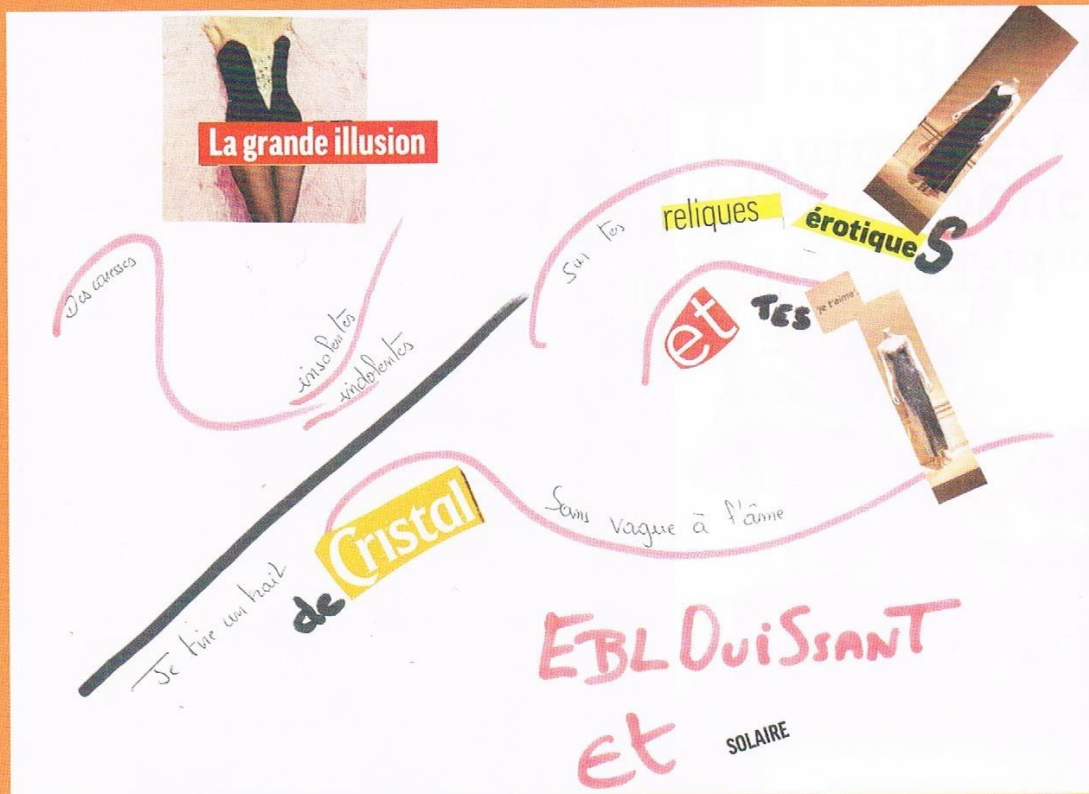 La grande illusion
Des caresses
insolentes
indolentes
Sur tes reliques érotiqueS
et TES "je t'aime"
Je tire un trait
de Cristal
Sans vague à l'âme
EBLOuiSSANT
Et SOLAIRE